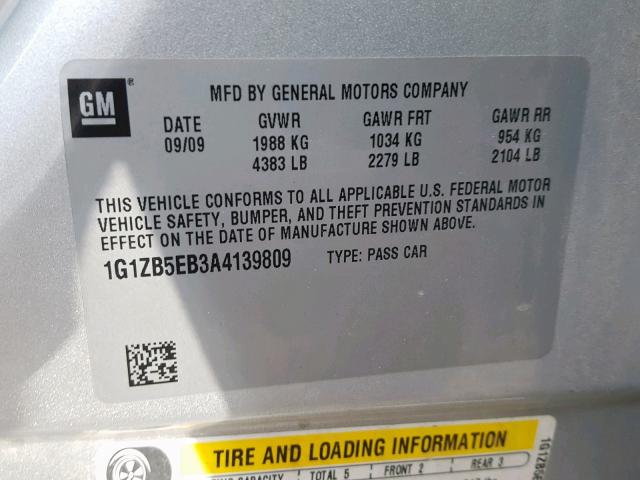 GM
MFD BY GENERAL MOTORS COMPANY
DATE GVWR GAWR FRT GAWR RR
09/09 1988 KG 1034 KG 954 KG
4383 LB 2279 LB 2104 LB
THIS VEHICLE CONFORMS TO ALL APPLICABLE U.S. FEDERAL MOTOR
VEHICLE SAFETY, BUMPER, AND THEFT PREVENTION STANDARDS IN
EFFECT ON THE DATE OF MANUFACTURE SHOWN ABOVE.
1G1ZB5EB3A4139809 TYPE: PASS CAR
TIRE AND LOADING INFORMATION
SEATING CAPACITY TOTAL 5 FRONT 2 REAR 3
1G1ZB5E